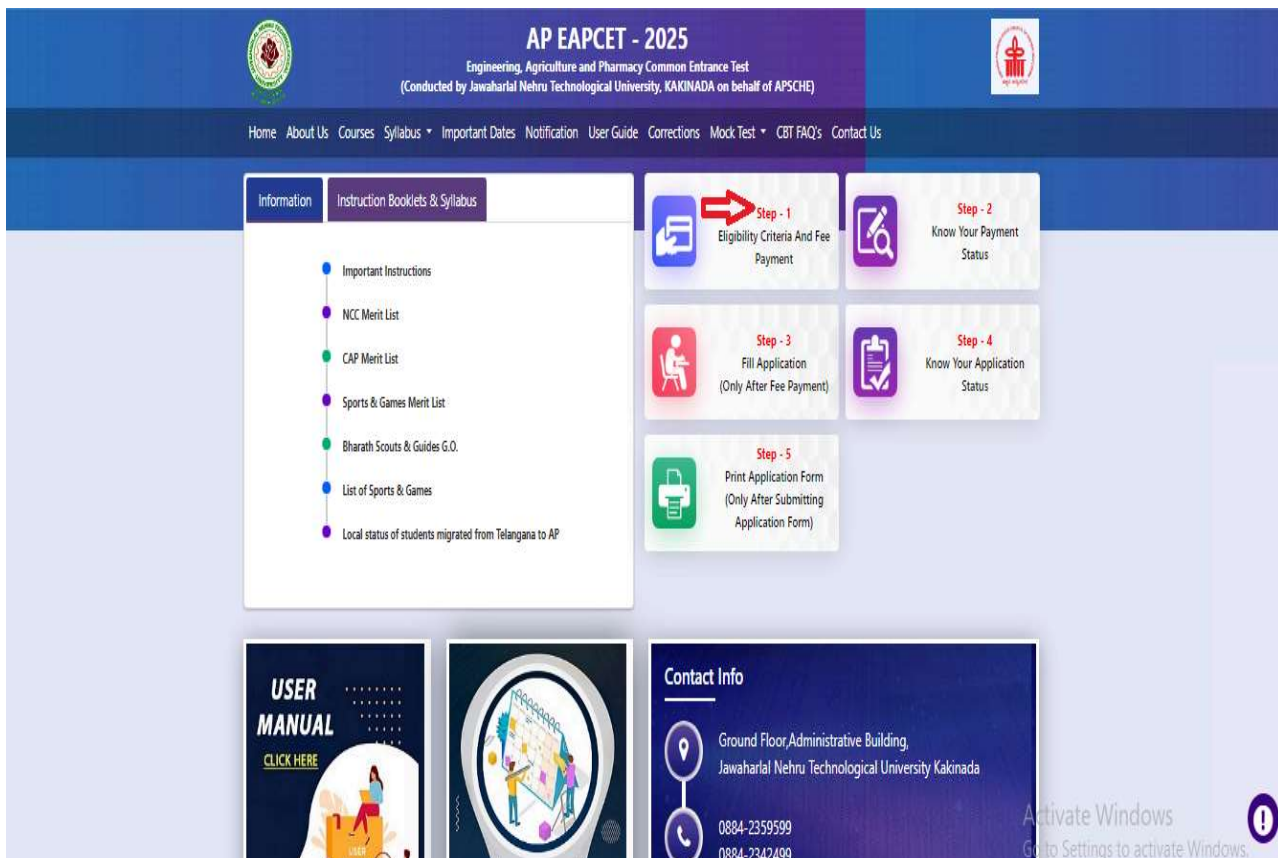 AP EAPCET - 2025
Engineering, Agriculture and Pharmacy Common Entrance Test
(Conducted by Jawaharlal Nehru Technological University, KAKINADA on behalf of APSCHE)
Home About Us Courses Syllabus Important Dates Notification User Guide Corrections Mock Test CBT FAQ's Contact Us
Information Instruction Booklets & Syllabus
Important Instructions
NCC Merit List
CAP Merit List
Sports & Games Merit List
Bharath Scouts & Guides G.O.
List of Sports & Games
Local status of students migrated from Telangana to AP
Step - 1
Eligibility Criteria And Fee
Payment
Step - 2
Know Your Payment
Status
Step - 3
Fill Application
(Only After Fee Payment)
Step - 4
Know Your Application
Status
Step - 5
Print Application Form
(Only After Submitting
Application Form)
USER
MANUAL
CLICK HERE
USER
Contact Info
Ground Floor,Administrative Building,
Jawaharlal Nehru Technological University Kakinada
0884-2359599
0884-2342499
Activate Windows
Go to Settings to activate Windows.